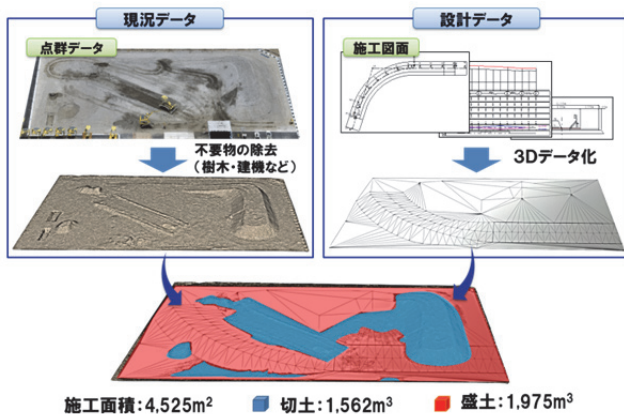 現況データ
点群データ
不要物の除去
（樹木・建機など）
設計データ
施工図面
3Dデータ化
施工面積：4,525m²
切土：1,562m³
盛土：1,975m³